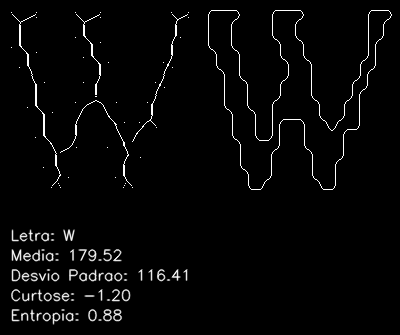 W W
Letra: W
Media: 179.52
Desvio Padrao: 116.41
Curtose: -1.20
Entropia: 0.88